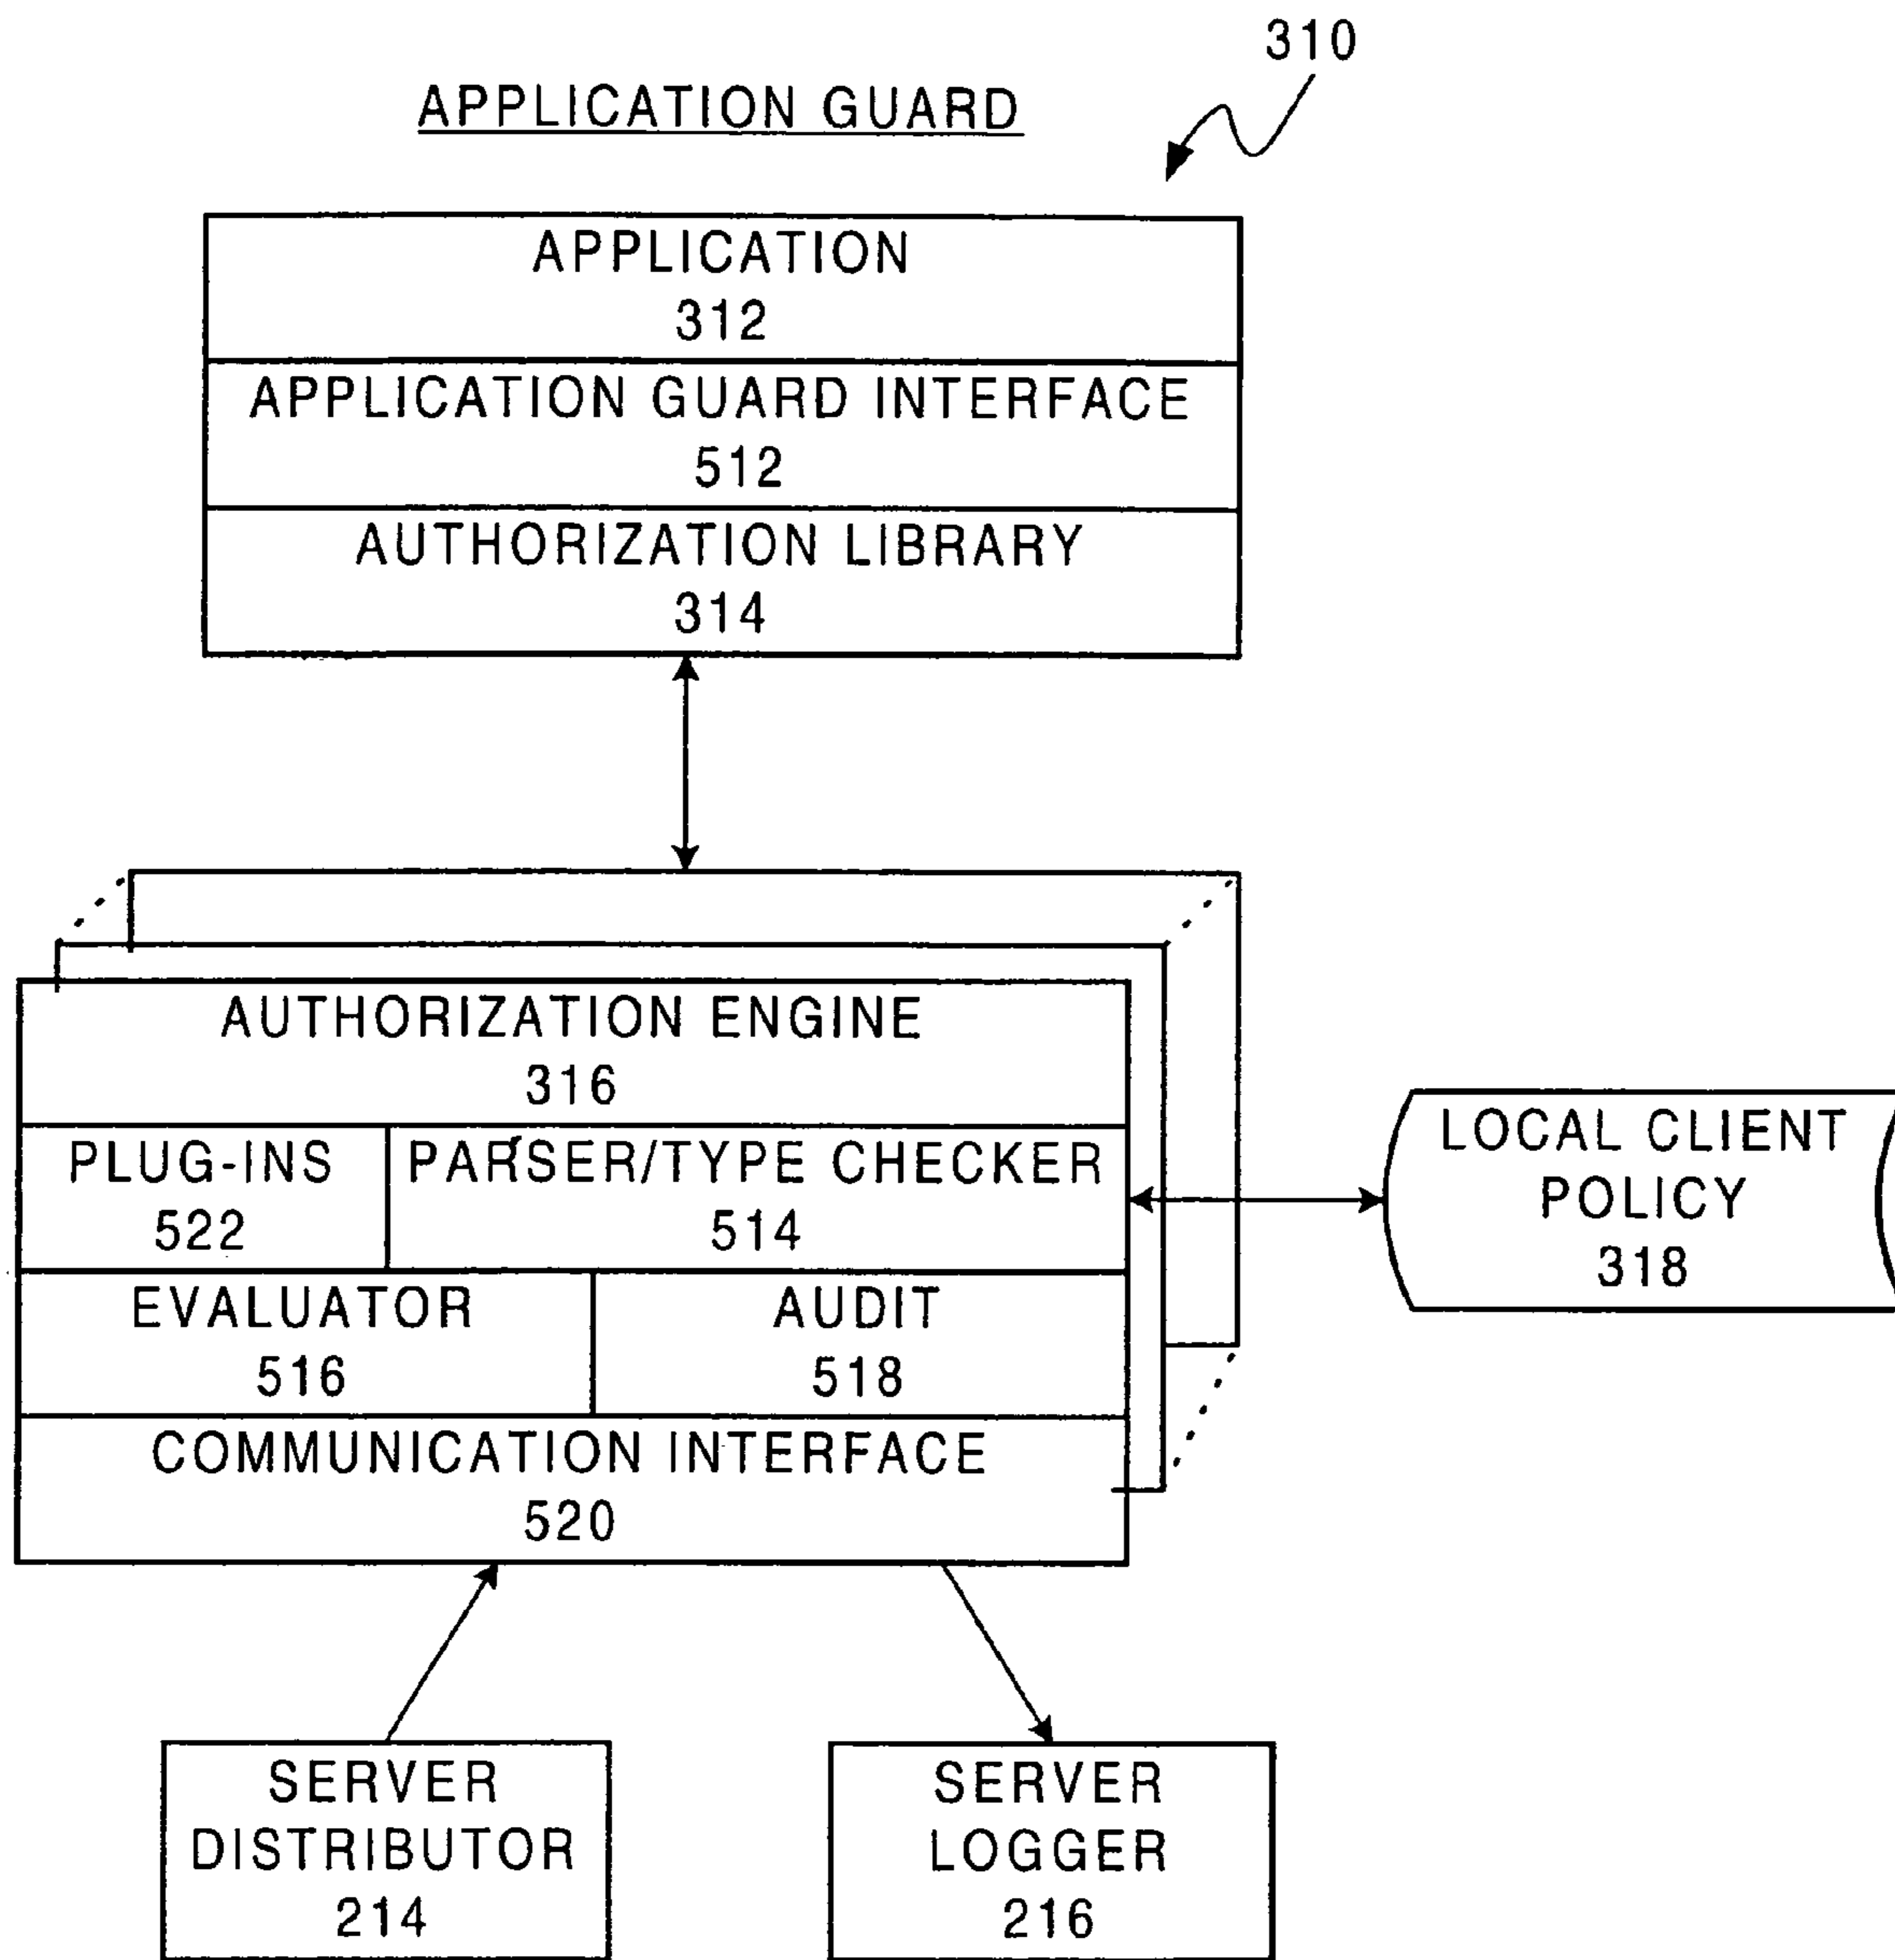 310
APPLICATION GUARD
APPLICATION
312
APPLICATION GUARD INTERFACE
512
AUTHORIZATION LIBRARY
314
AUTHORIZATION ENGINE
316
PLUG-INS
522
PARSER/TYPE CHECKER
514
EVALUATOR
516
AUDIT
518
COMMUNICATION INTERFACE
520
LOCAL CLIENT
POLICY
318
SERVER
DISTRIBUTOR
214
SERVER
LOGGER
216